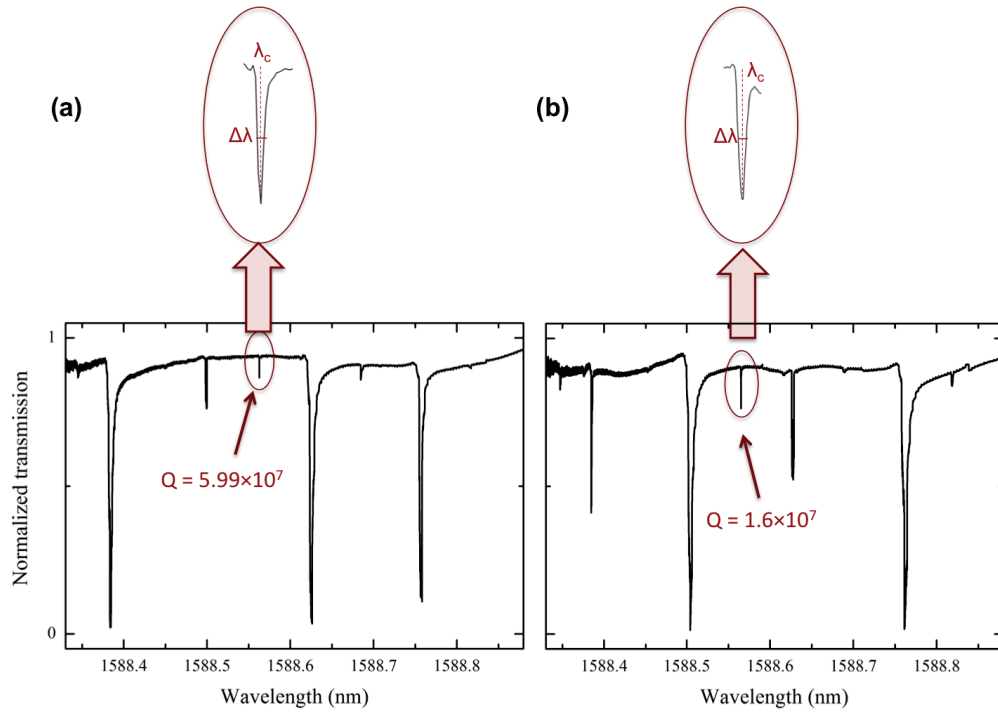 (a)
λc
Δλ
Q = 5.99×10⁷
Normalized transmission
1
0
1588.4 1588.5 1588.6 1588.7 1588.8
Wavelength (nm)
(b)
λc
Δλ
Q = 1.6×10⁷
1588.4 1588.5 1588.6 1588.7 1588.8
Wavelength (nm)